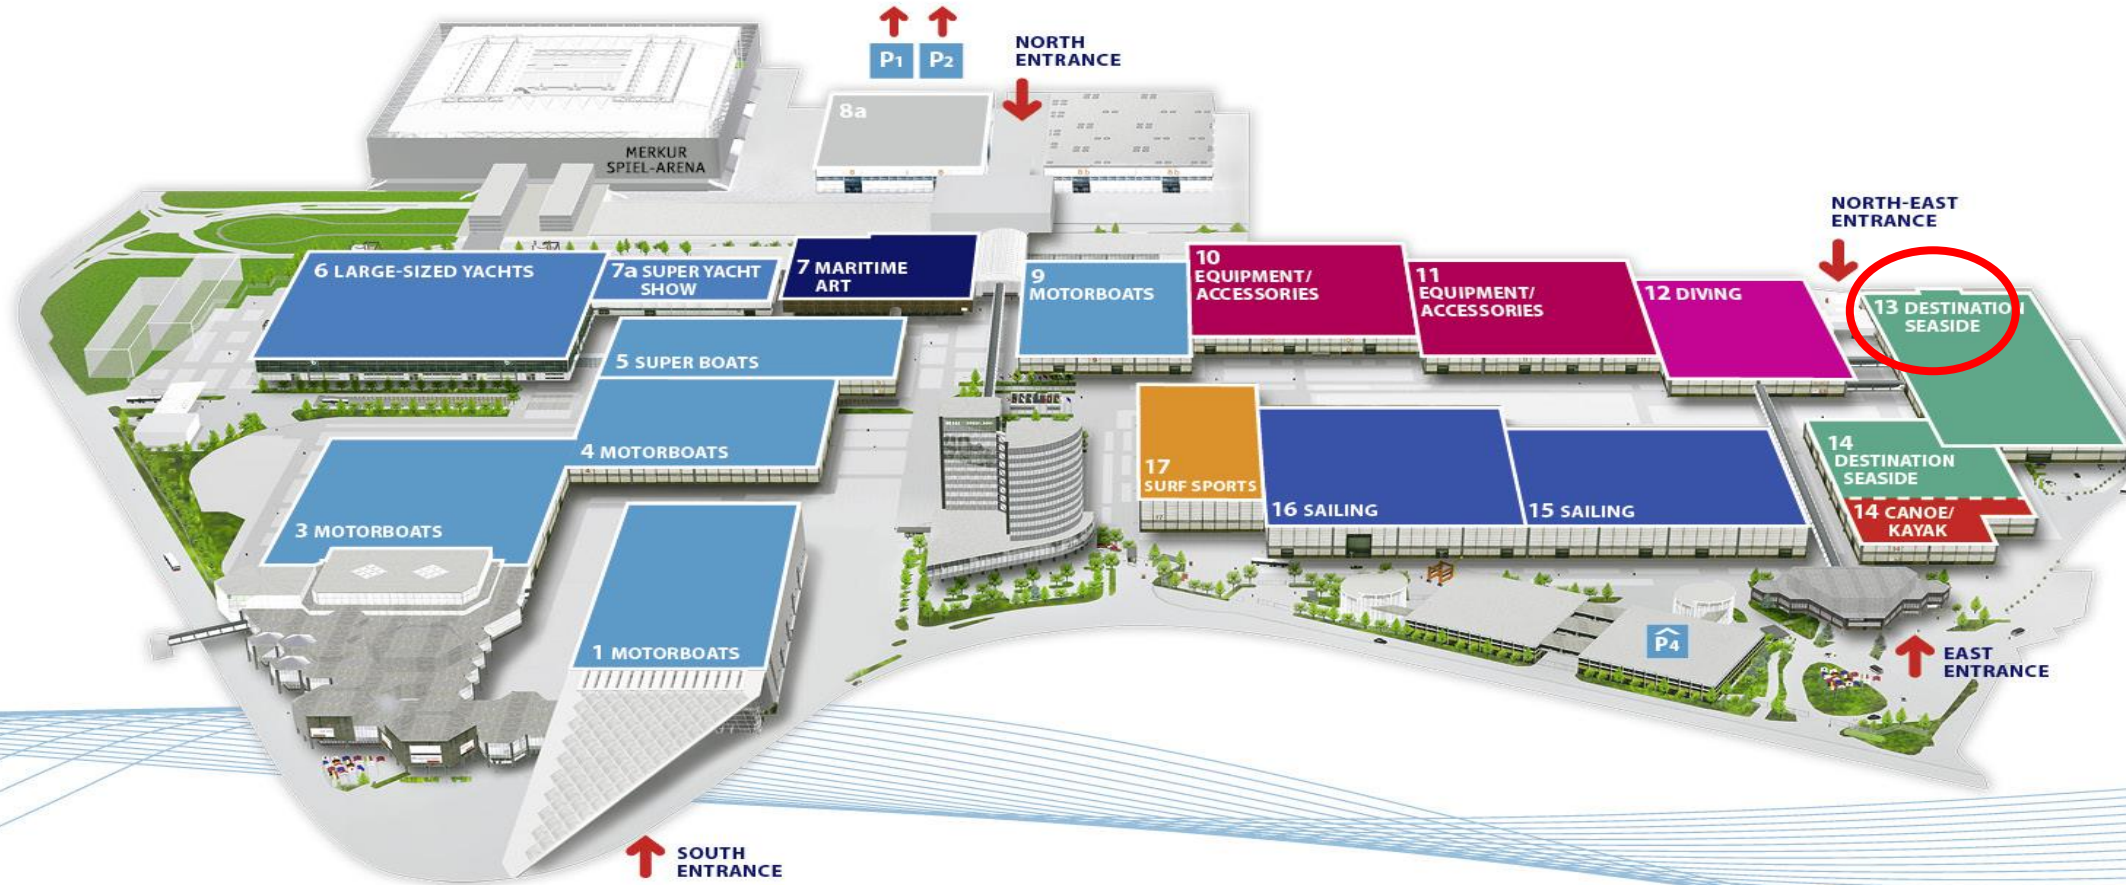 P1 P2
NORTH
ENTRANCE
8a
MERKUR
SPIEL-ARENA
NORTH-EAST
ENTRANCE
6 LARGE-SIZED YACHTS
7a SUPER YACHT
SHOW
7 MARITIME
ART
9
MOTORBOATS
10
EQUIPMENT/
ACCESSORIES
11
EQUIPMENT/
ACCESSORIES
12 DIVING
13 DESTINATION
SEASIDE
5 SUPER BOATS
4 MOTORBOATS
3 MOTORBOATS
1 MOTORBOATS
17
SURF SPORTS
16 SAILING
15 SAILING
14
DESTINATION
SEASIDE
14 CANOE/
KAYAK
P4
EAST
ENTRANCE
SOUTH
ENTRANCE